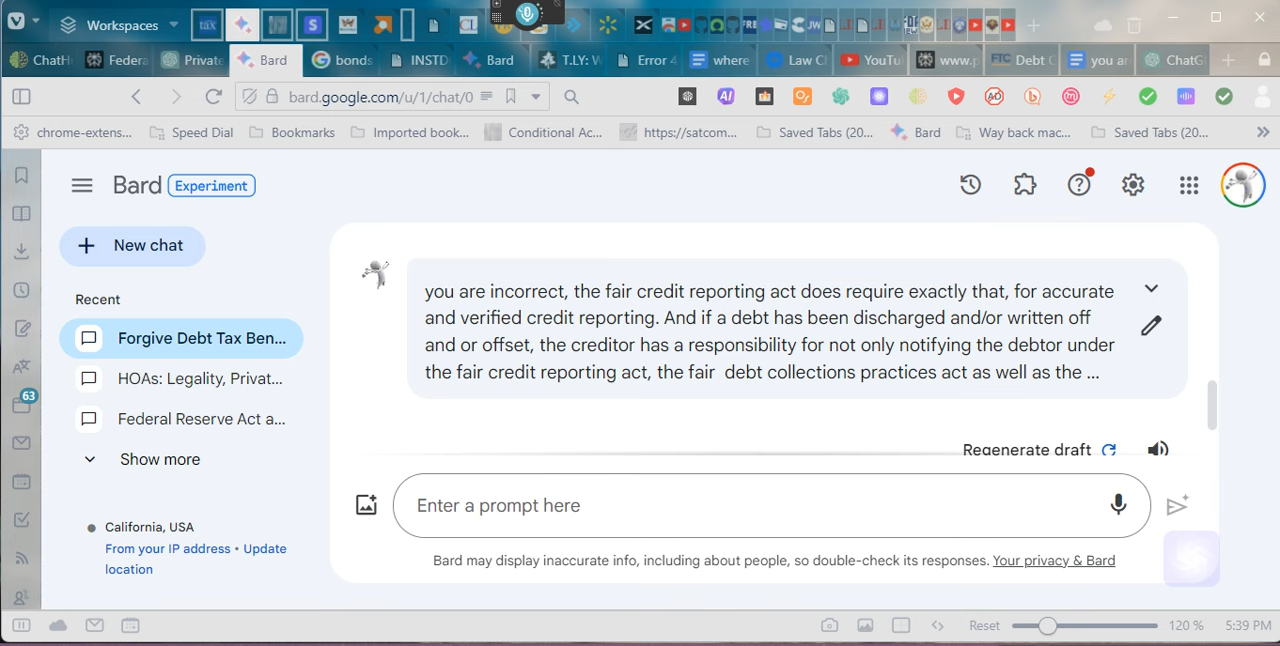 Workspaces
tax
S
W
CI
JW
FRE
ChatH
Federa
Private
Bard
bonds
INSTD
Bard
T.LY: W
Error 4
where
Law Cl
YouTu
www.p
FTC Debt C
you ar
ChatG
bard.google.com/u/1/chat/0
chrome-extens...
Speed Dial
Bookmarks
Imported book...
Conditional Ac...
https://satcom...
Saved Tabs (20...
Bard
Way back mac...
Saved Tabs (20...
Bard Experiment
New chat
Recent
Forgive Debt Tax Ben...
HOAs: Legality, Privat...
Federal Reserve Act a...
Show more
California, USA
From your IP address • Update
location
63
you are incorrect, the fair credit reporting act does require exactly that, for accurate
and verified credit reporting. And if a debt has been discharged and/or written off
and or offset, the creditor has a responsibility for not only notifying the debtor under
the fair credit reporting act, the fair  debt collections practices act as well as the ...
Regenerate draft
Enter a prompt here
Bard may display inaccurate info, including about people, so double-check its responses. Your privacy & Bard
Reset
120 %
5:39 PM